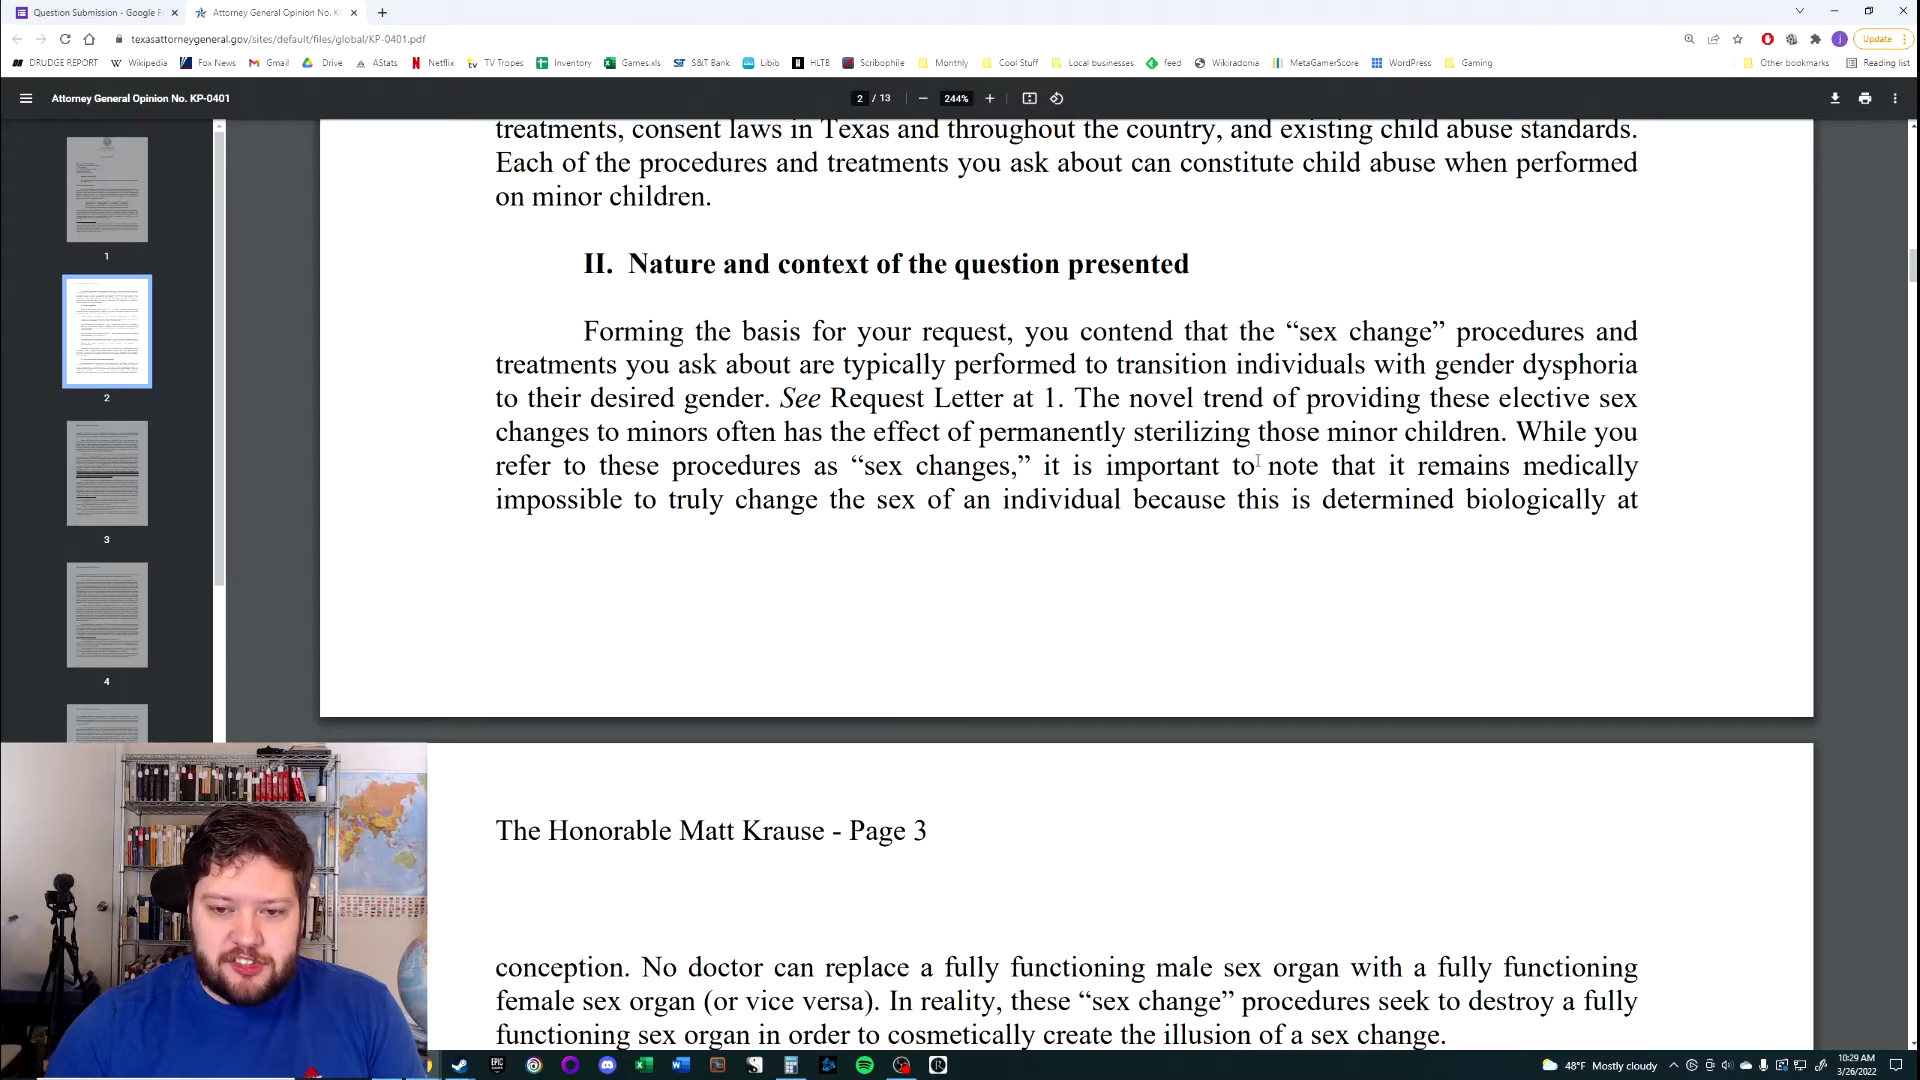 Question Submission - Google F
Attorney General Opinion No. K
texasattorneygeneral.gov/sites/default/files/global/KP-0401.pdf
Update
DRUDGE REPORT
Wikipedia
Fox News
Gmail
Drive
AStats
Netflix
TV Tropes
Inventory
Games.xls
S&T Bank
Libib
HLTB
Scribophile
Monthly
Cool Stuff
Local businesses
feed
Wikiradonia
MetaGamerScore
WordPress
Gaming
Other bookmarks
Reading list
Attorney General Opinion No. KP-0401
2 / 13
244%
1
2
3
4
treatments, consent laws in Texas and throughout the country, and existing child abuse standards.
Each of the procedures and treatments you ask about can constitute child abuse when performed
on minor children.
II. Nature and context of the question presented
Forming the basis for your request, you contend that the “sex change” procedures and
treatments you ask about are typically performed to transition individuals with gender dysphoria
to their desired gender. See Request Letter at 1. The novel trend of providing these elective sex
changes to minors often has the effect of permanently sterilizing those minor children. While you
refer to these procedures as “sex changes,” it is important to note that it remains medically
impossible to truly change the sex of an individual because this is determined biologically at
The Honorable Matt Krause - Page 3
conception. No doctor can replace a fully functioning male sex organ with a fully functioning
female sex organ (or vice versa). In reality, these “sex change” procedures seek to destroy a fully
functioning sex organ in order to cosmetically create the illusion of a sex change.
48°F Mostly cloudy
10:29 AM
3/26/2022